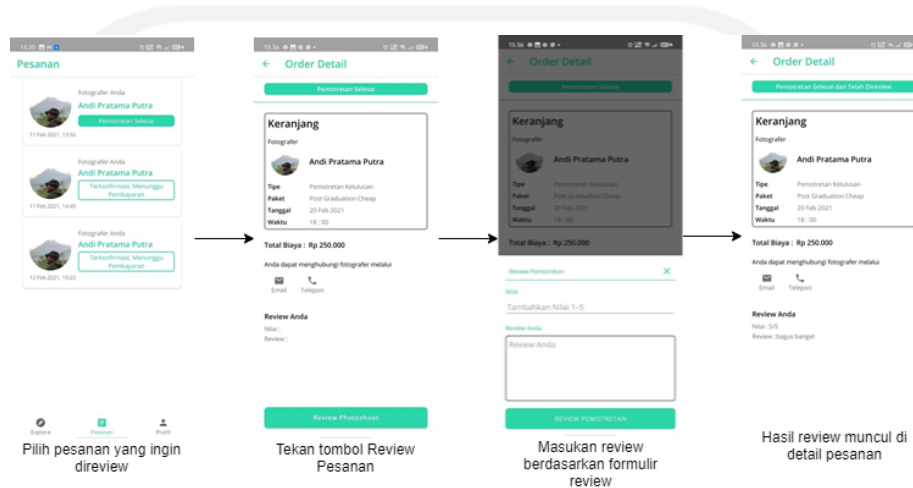 15.20
Pesanan
Fotografer Anda
Andi Pratama Putra
Pemotretan Selesai
11 Feb 2021, 13:56
Fotografer Anda
Andi Pratama Putra
Terkonfirmasi, Menunggu
Pembayaran
11 Feb 2021, 14:40
Fotografer Anda
Andi Pratama Putra
Terkonfirmasi, Menunggu
Pembayaran
12 Feb 2021, 10:22
Explore
Pesanan
Profil
Pilih pesanan yang ingin
direview
15.36
Order Detail
Pemotretan Selesai
Keranjang
Fotografer
Andi Pratama Putra
Tipe Pemotretan Kelulusan
Paket Post Graduation Cheap
Tanggal 20 Feb 2021
Waktu 18 : 00
Total Biaya : Rp 250.000
Anda dapat menghubungi fotografer melalui
Email Telepon
Review Anda
Nilai :
Review :
Review Photoshoot
Tekan tombol Review
Pesanan
15.36
Order Detail
Pemotretan Selesai
Keranjang
Fotografer
Andi Pratama Putra
Tipe Pemotretan Kelulusan
Paket Post Graduation Cheap
Tanggal 20 Feb 2021
Waktu 18 : 00
Total Biaya : Rp 250.000
Review Pemotretan
Nilai
Tambahkan Nilai 1–5
Review Anda
Review Anda
REVIEW PEMOTRETAN
Masukan review
berdasarkan formulir
review
15.36
Order Detail
Pemotretan Selesai dan Telah Direview
Keranjang
Fotografer
Andi Pratama Putra
Tipe Pemotretan Kelulusan
Paket Post Graduation Cheap
Tanggal 20 Feb 2021
Waktu 18 : 00
Total Biaya : Rp 250.000
Anda dapat menghubungi fotografer melalui
Email Telepon
Review Anda
Nilai : 5/5
Review :bagus banget
Hasil review muncul di
detail pesanan